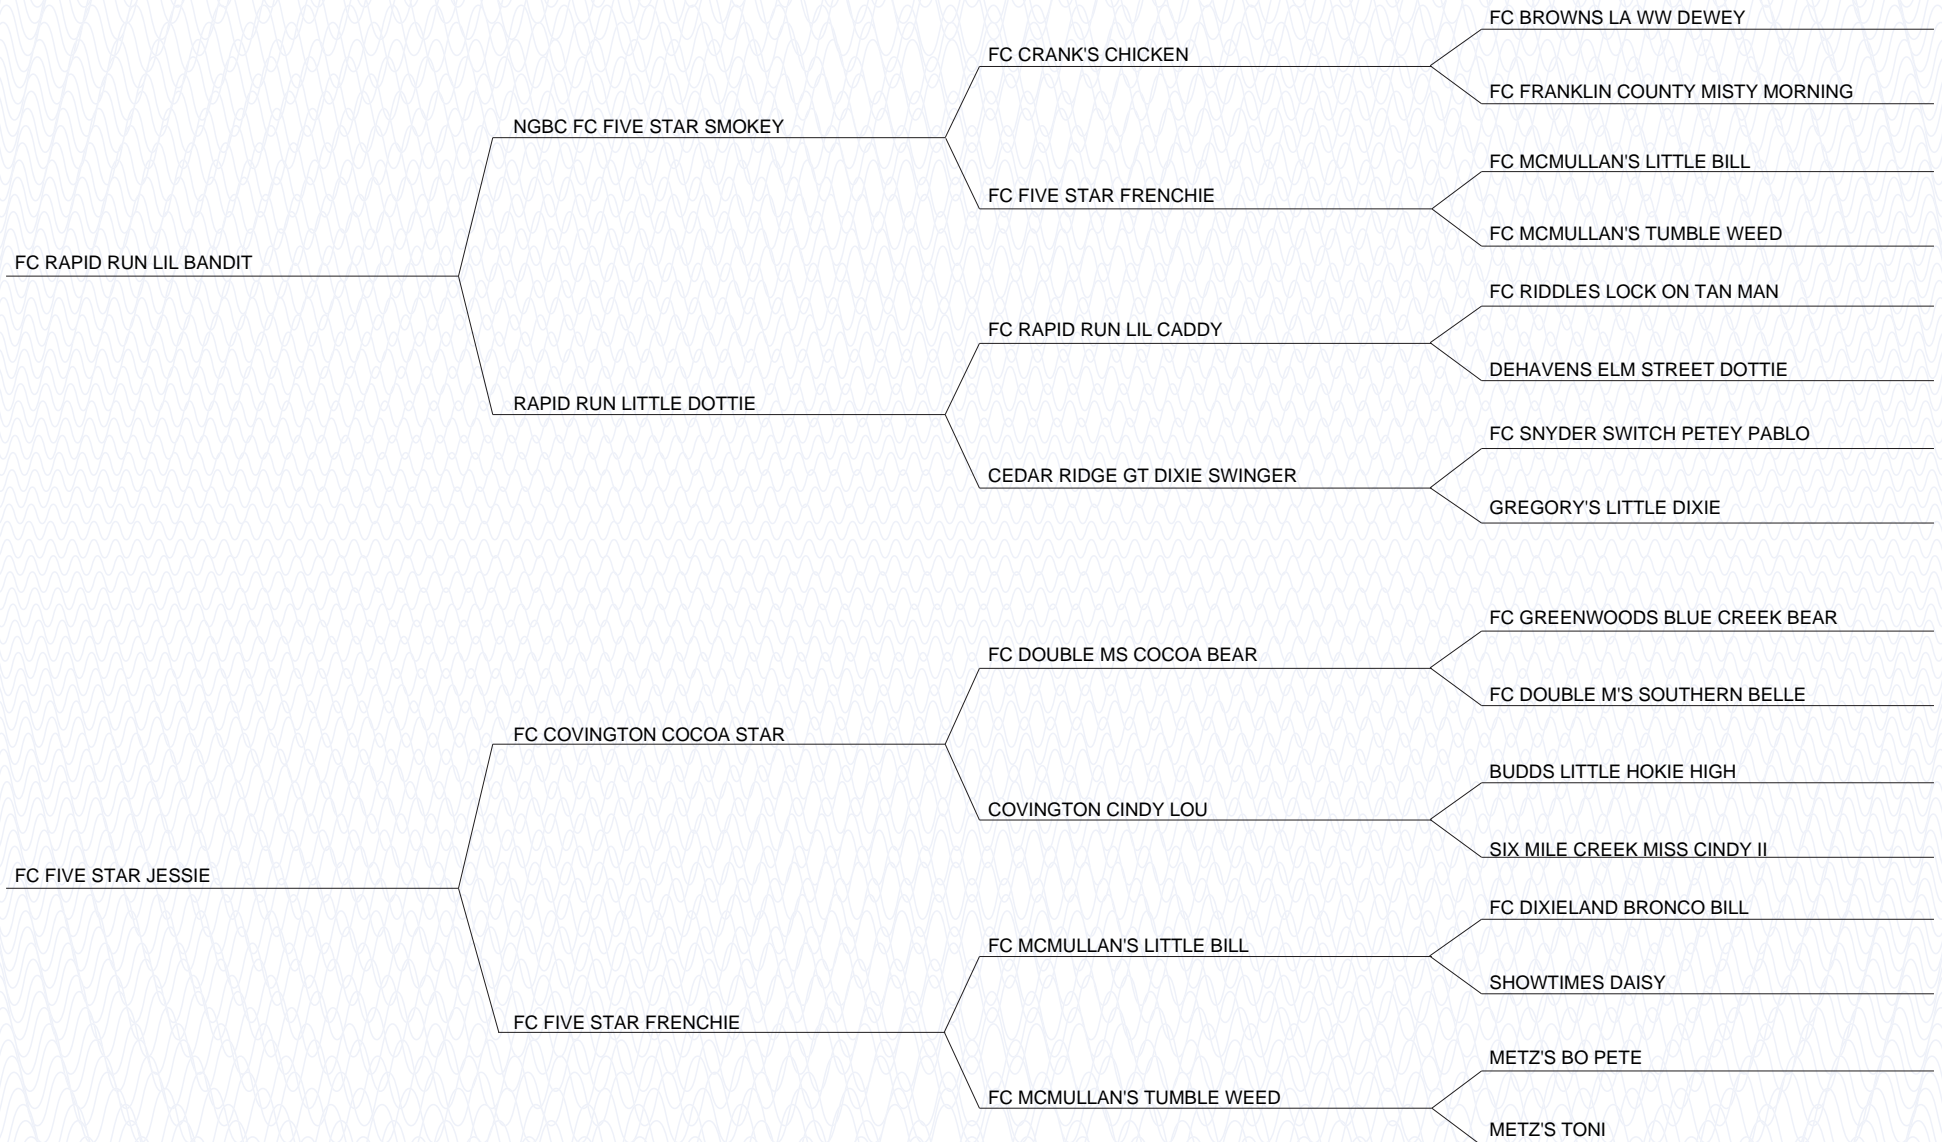 FC BROWNS LA WW DEWEY
FC CRANK'S CHICKEN
FC FRANKLIN COUNTY MISTY MORNING
NGBC FC FIVE STAR SMOKEY
FC MCMULLAN'S LITTLE BILL
FC FIVE STAR FRENCHIE
FC MCMULLAN'S TUMBLE WEED
FC RAPID RUN LIL BANDIT
FC RIDDLES LOCK ON TAN MAN
FC RAPID RUN LIL CADDY
DEHAVENS ELM STREET DOTTIE
RAPID RUN LITTLE DOTTIE
FC SNYDER SWITCH PETEY PABLO
CEDAR RIDGE GT DIXIE SWINGER
GREGORY'S LITTLE DIXIE
FC GREENWOODS BLUE CREEK BEAR
FC DOUBLE MS COCOA BEAR
FC DOUBLE M'S SOUTHERN BELLE
FC COVINGTON COCOA STAR
BUDDS LITTLE HOKIE HIGH
COVINGTON CINDY LOU
SIX MILE CREEK MISS CINDY II
FC FIVE STAR JESSIE
FC DIXIELAND BRONCO BILL
FC MCMULLAN'S LITTLE BILL
SHOWTIMES DAISY
FC FIVE STAR FRENCHIE
METZ'S BO PETE
FC MCMULLAN'S TUMBLE WEED
METZ'S TONI